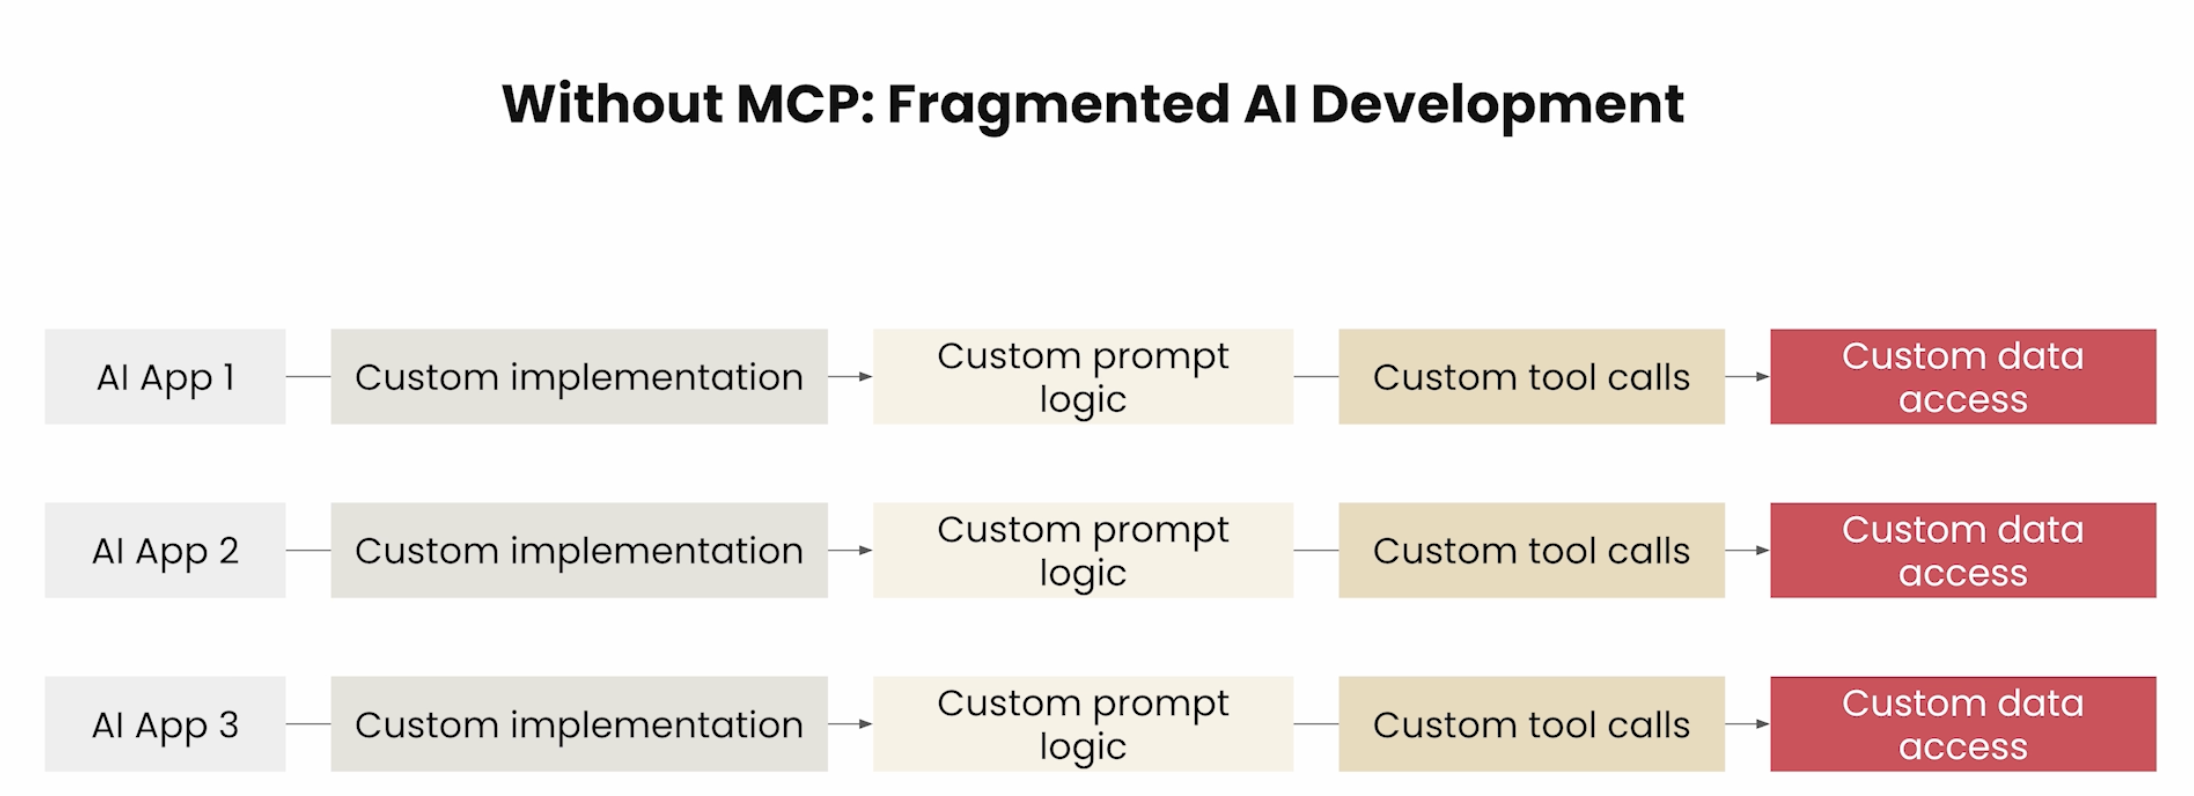 Without MCP: Fragmented AI Development
AI App 1
Custom implementation
Custom prompt
logic
Custom tool calls
Custom data
access
AI App 2
Custom implementation
Custom prompt
logic
Custom tool calls
Custom data
access
AI App 3
Custom implementation
Custom prompt
logic
Custom tool calls
Custom data
access